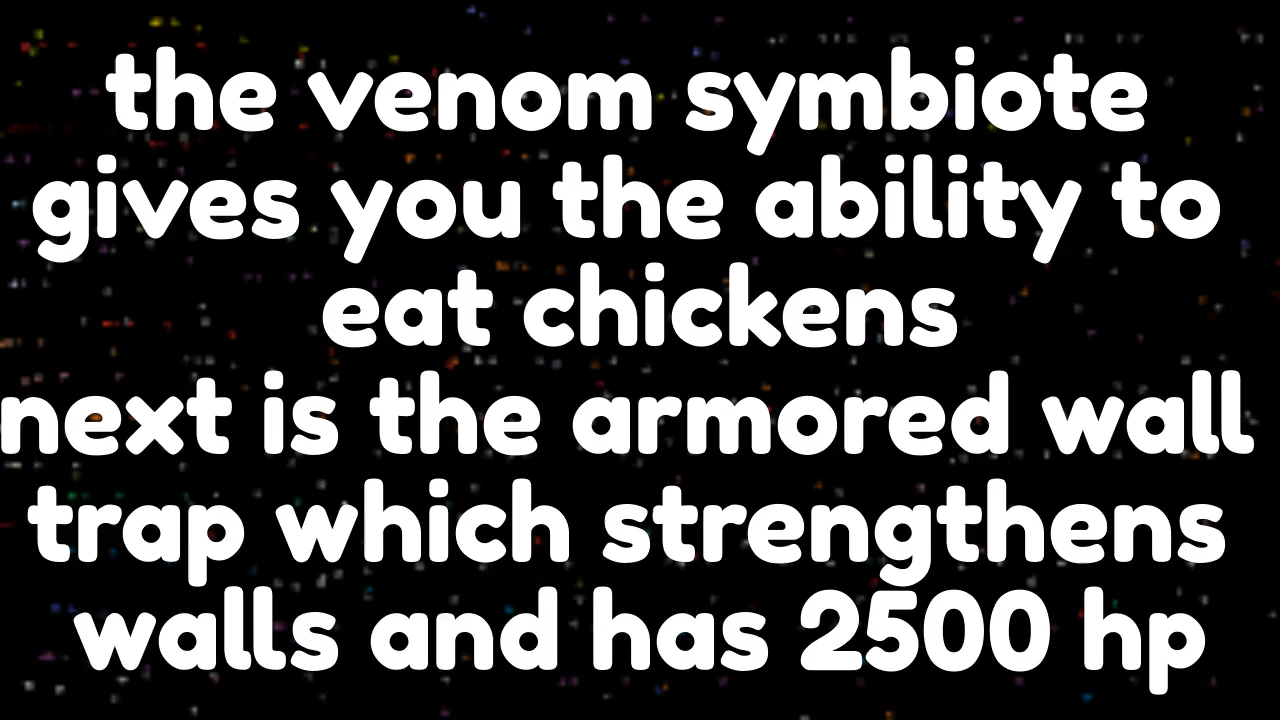 the venom symbiote
gives you the ability to
eat chickens
next is the armored wall
trap which strengthens
walls and has 2500 hp